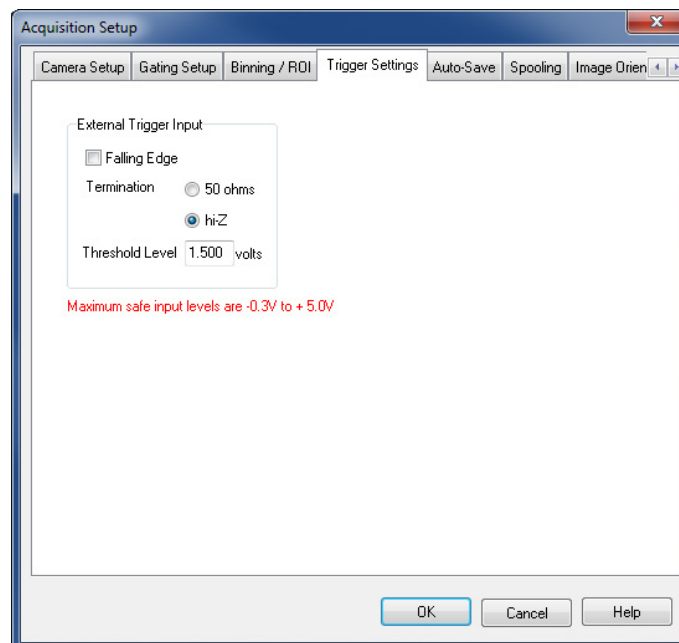 Acquisition Setup
Camera Setup Gating Setup Binning / ROI Trigger Settings Auto-Save Spooling Image Orien
External Trigger Input
Falling Edge
Termination 50 ohms
hi-Z
Threshold Level 1.500 volts
Maximum safe input levels are -0.3V to + 5.0V
OK Cancel Help